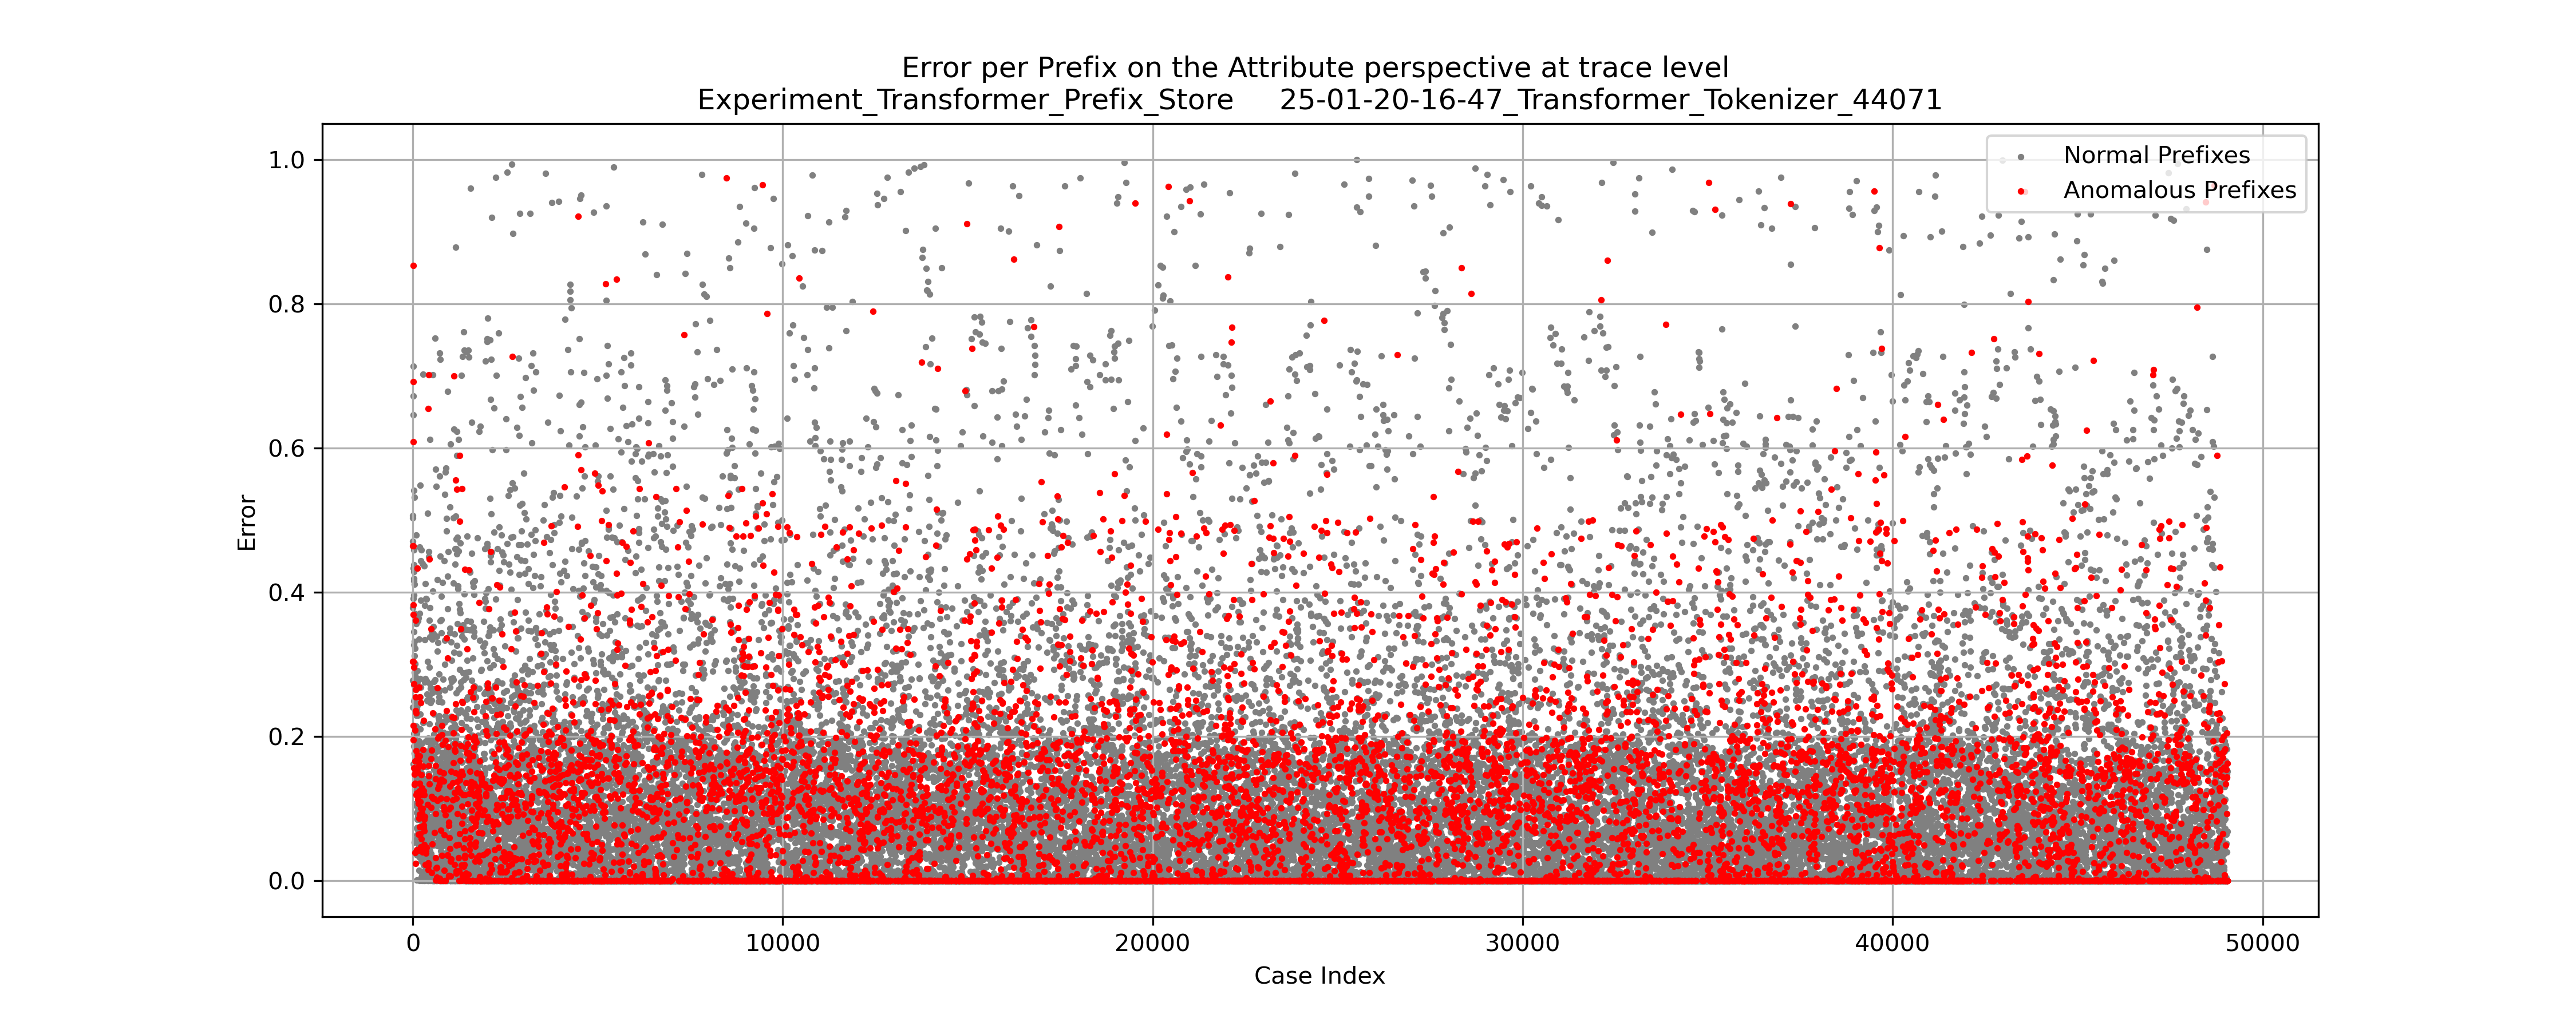 Error per Prefix on the Attribute perspective at trace level
Experiment_Transformer_Prefix_Store 25-01-20-16-47_Transformer_Tokenizer_44071
Normal Prefixes
Anomalous Prefixes
1.0
0.8
0.6
0.4
0.2
0.0
Error
0 10000 20000 30000 40000 50000
Case Index